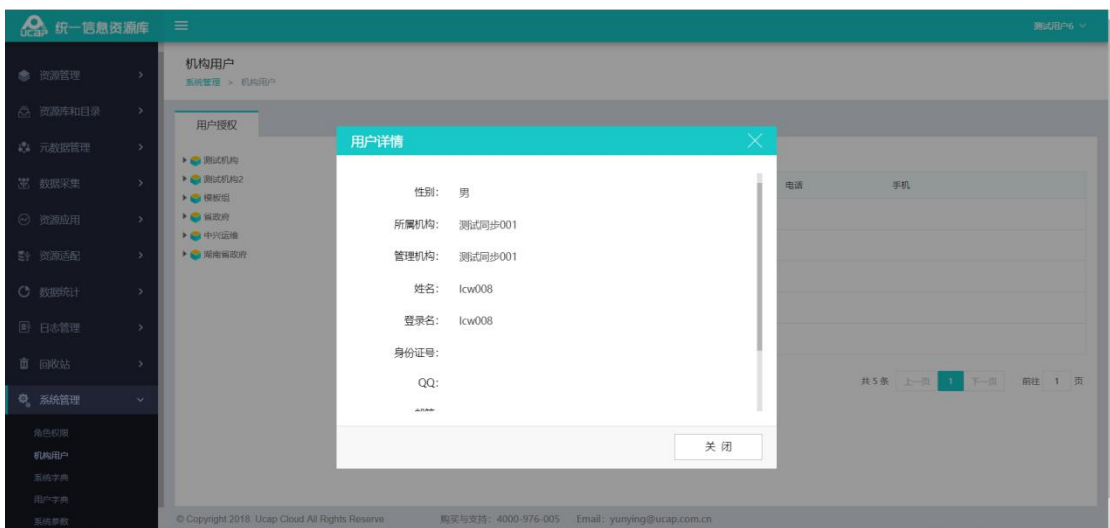 Ucap 统一信息资源库
测试用户6
资源管理
资源库和目录
元数据管理
数据采集
资源应用
资源适配
数据统计
日志管理
回收站
系统管理
角色权限
机构用户
系统字典
用户字典
系统参数
机构用户
系统管理 > 机构用户
用户授权
测试机构
测试机构2
模板组
省政府
中兴运维
湖南省政府
电话 手机
共5条 上一页 1 下一页 前往 1 页
用户详情
性别: 男
所属机构: 测试同步001
管理机构: 测试同步001
姓名: lcw008
登录名: lcw008
身份证号:
QQ:
关 闭
© Copyright 2018 Ucap Cloud All Rights Reserve 购买与支持: 4000-976-005 Email: yunying@ucap.com.cn